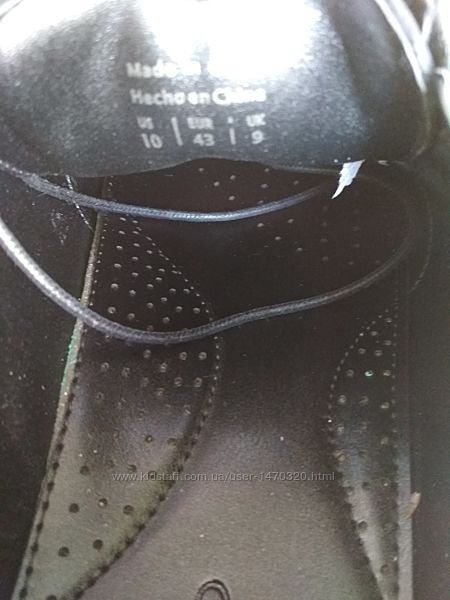 Made in
Hecho en China
US | EUR • UK
10 | 43 | 9
www.kidstaff.com.ua/user-1470320.html